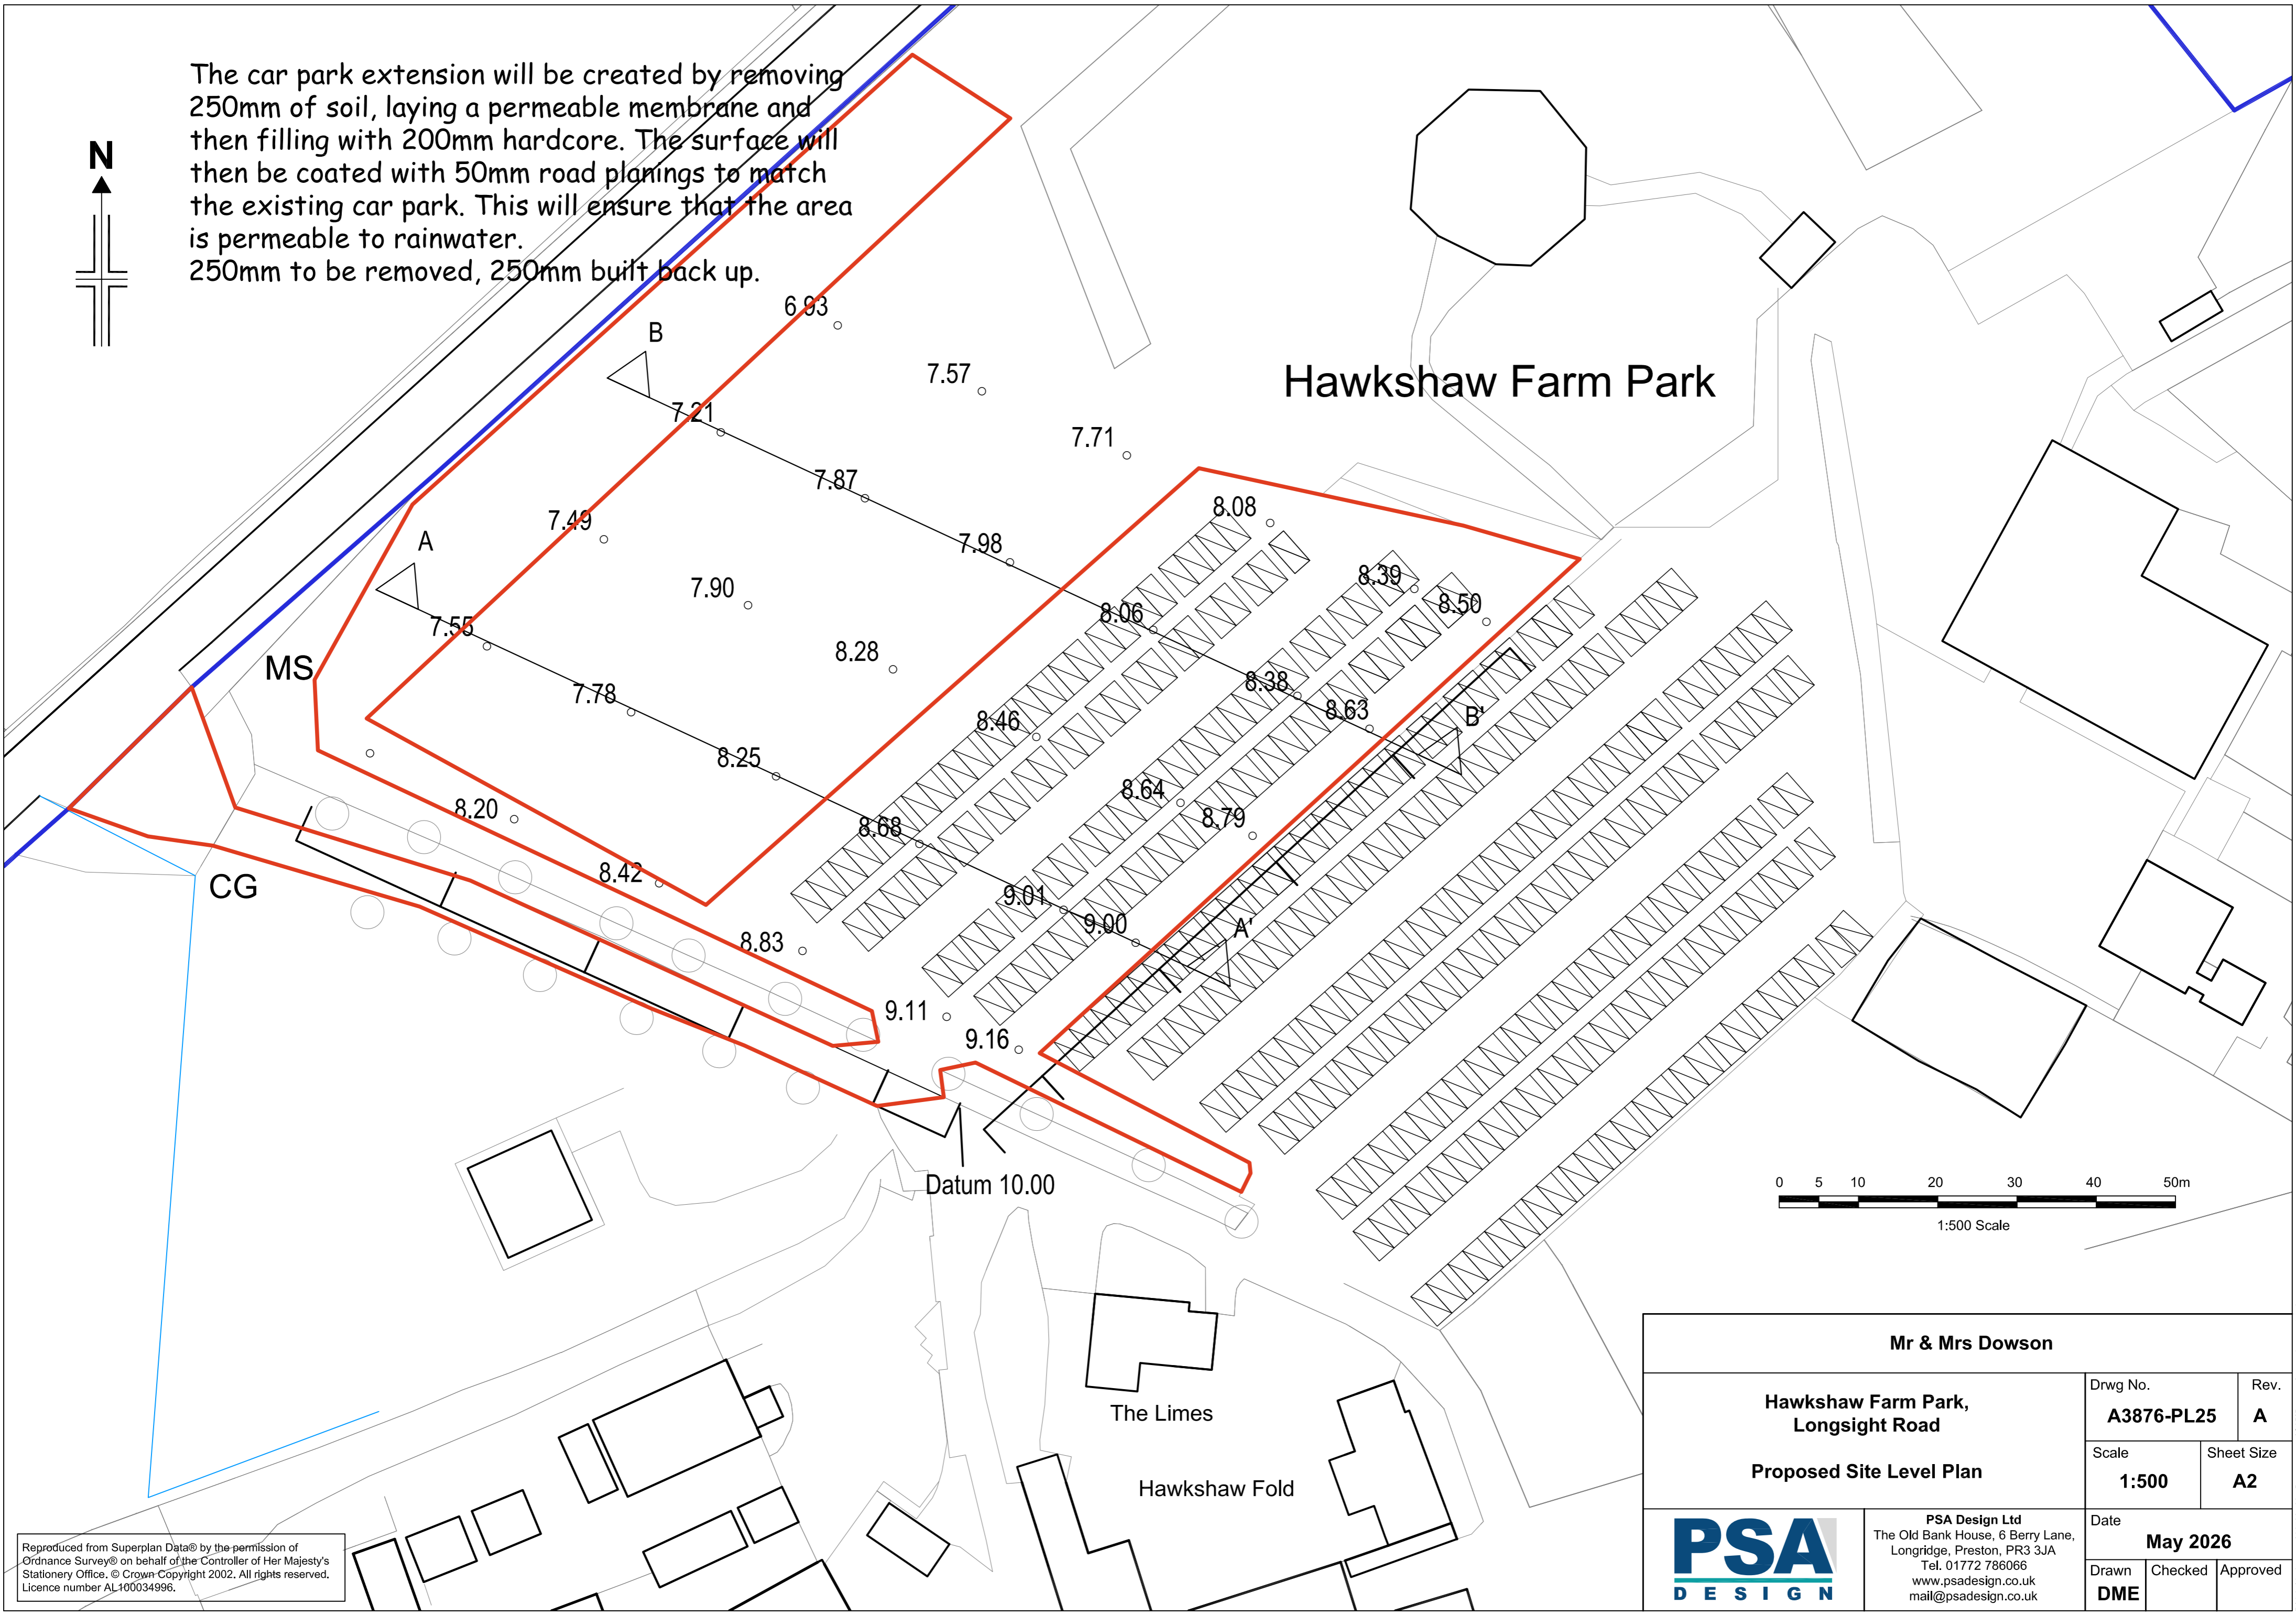 The car park extension will be created by removing
250mm of soil, laying a permeable membrane and
then filling with 200mm hardcore. The surface will
then be coated with 50mm road planings to match
the existing car park. This will ensure that the area
is permeable to rainwater.
250mm to be removed, 250mm built back up.
N
6.93
B
7.57
Hawkshaw Farm Park
7.21
7.71
7.87
8.08
7.49
A
7.98
8.39
7.90
8.50
8.06
7.55
8.28
MS
8.38
7.78
8.63
B'
8.46
8.25
8.64
8.20
8.79
8.68
8.42
CG
9.01
9.00
A'
8.83
9.11
9.16
Datum 10.00
0 5 10 20 30 40 50m
1:500 Scale
The Limes
Hawkshaw Fold
Mr & Mrs Dowson
Hawkshaw Farm Park,
Longsight Road
Proposed Site Level Plan
Drwg No.
A3876-PL25
Rev.
A
Scale
1:500
Sheet Size
A2
Date
May 2026
Drawn
DME
Checked
Approved
PSA
DESIGN
PSA Design Ltd
The Old Bank House, 6 Berry Lane,
Longridge, Preston, PR3 3JA
Tel. 01772 786066
www.psadesign.co.uk
mail@psadesign.co.uk
Reproduced from Superplan Data® by the permission of
Ordnance Survey® on behalf of the Controller of Her Majesty's
Stationery Office. © Crown Copyright 2002. All rights reserved.
Licence number AL100034996.